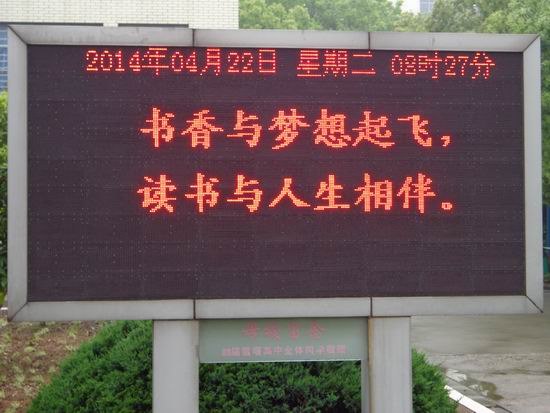 2014年04月22日 星期二 08时27分
书香与梦想起飞，
读书与人生相伴。